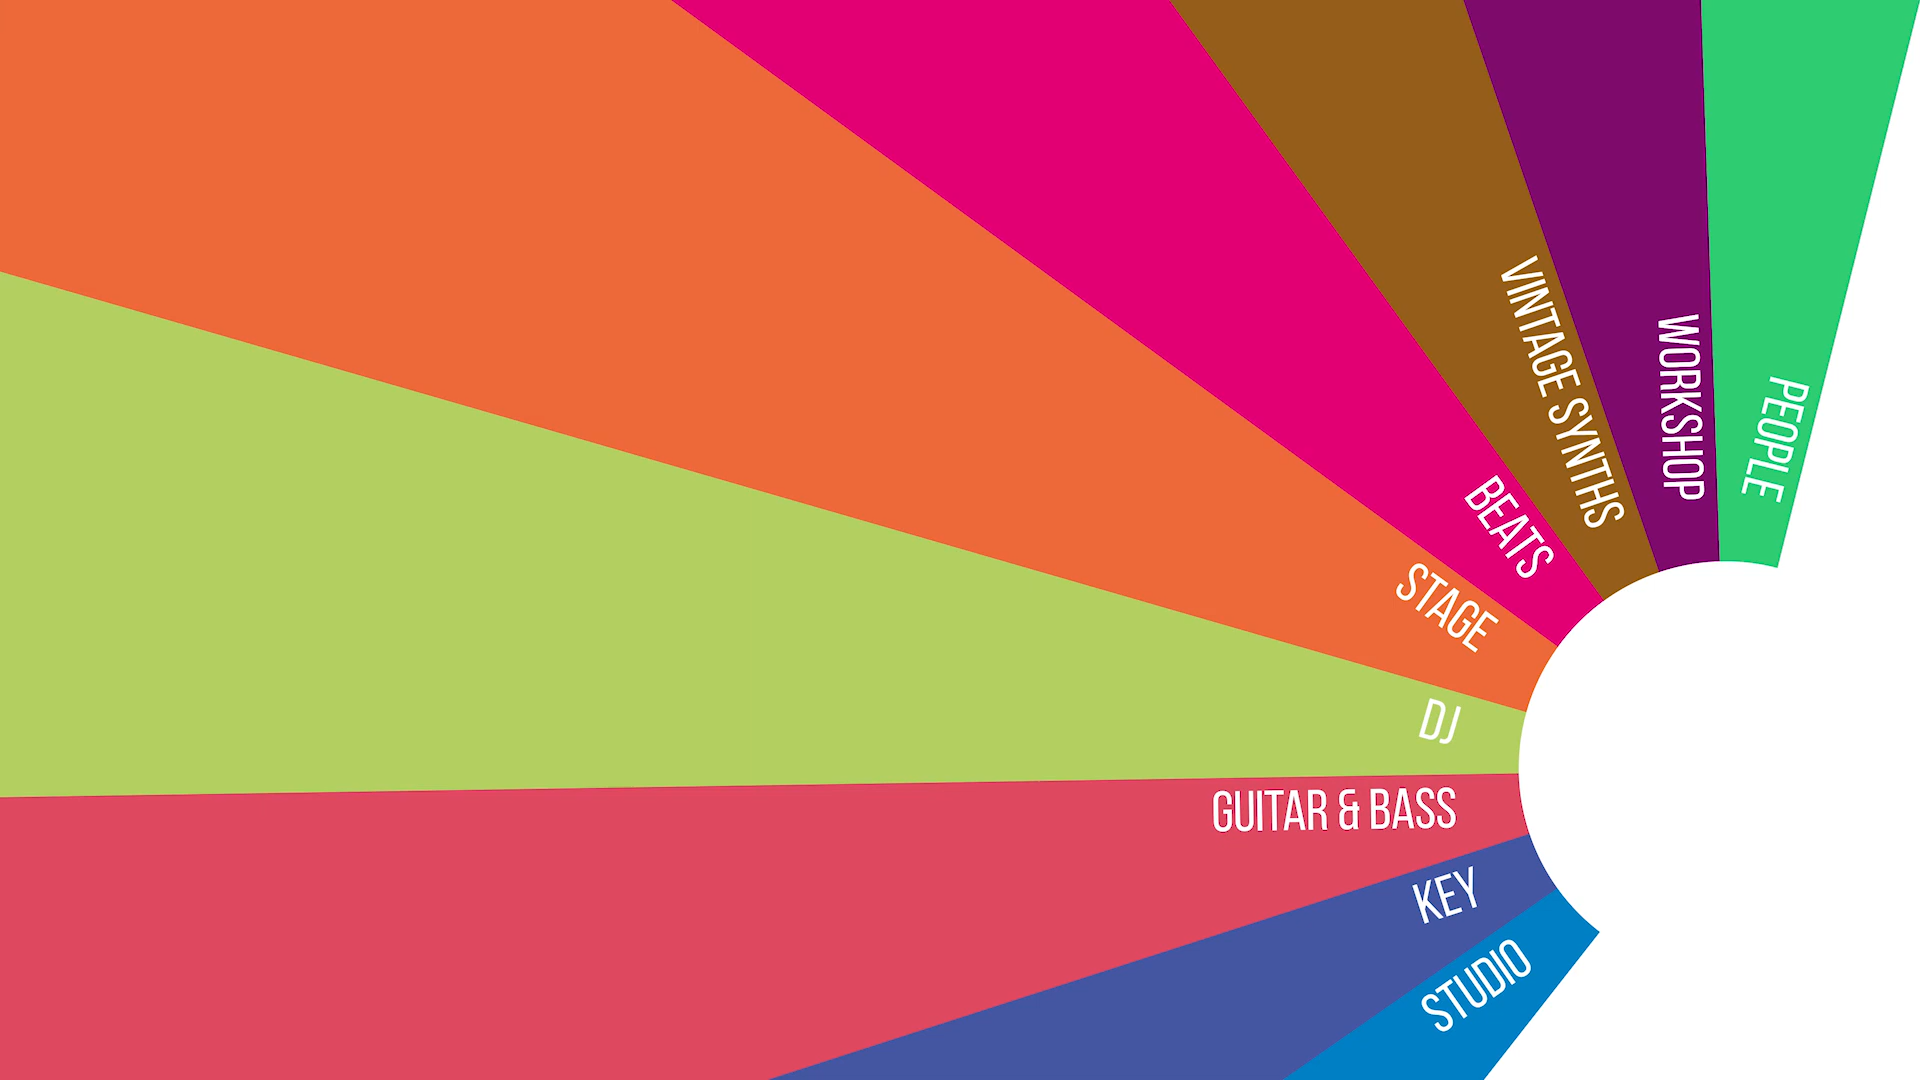 VINTAGE SYNTHS
WORKSHOP
PEOPLE
BEATS
STAGE
DJ
GUITAR & BASS
KEY
STUDIO